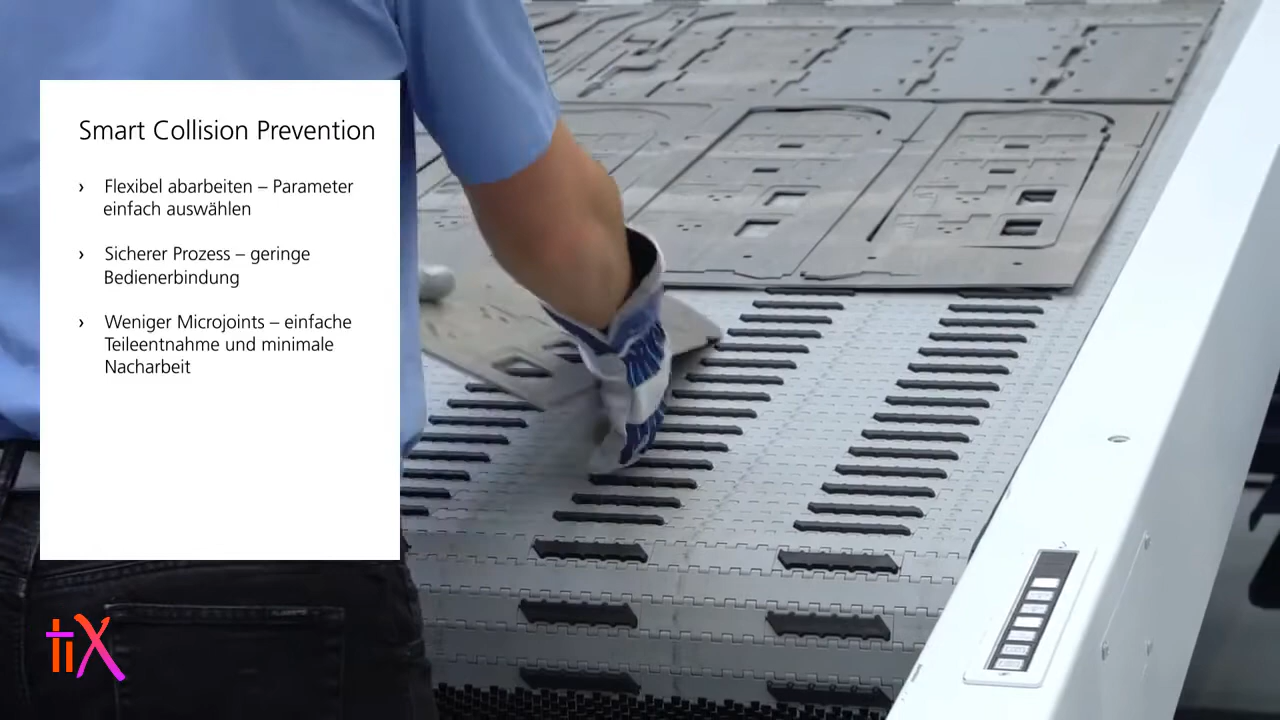 Smart Collision Prevention
› Flexibel abarbeiten – Parameter
einfach auswählen
› Sicherer Prozess – geringe
Bedienerbindung
› Weniger Microjoints – einfache
Teileentnahme und minimale
Nacharbeit
tiX